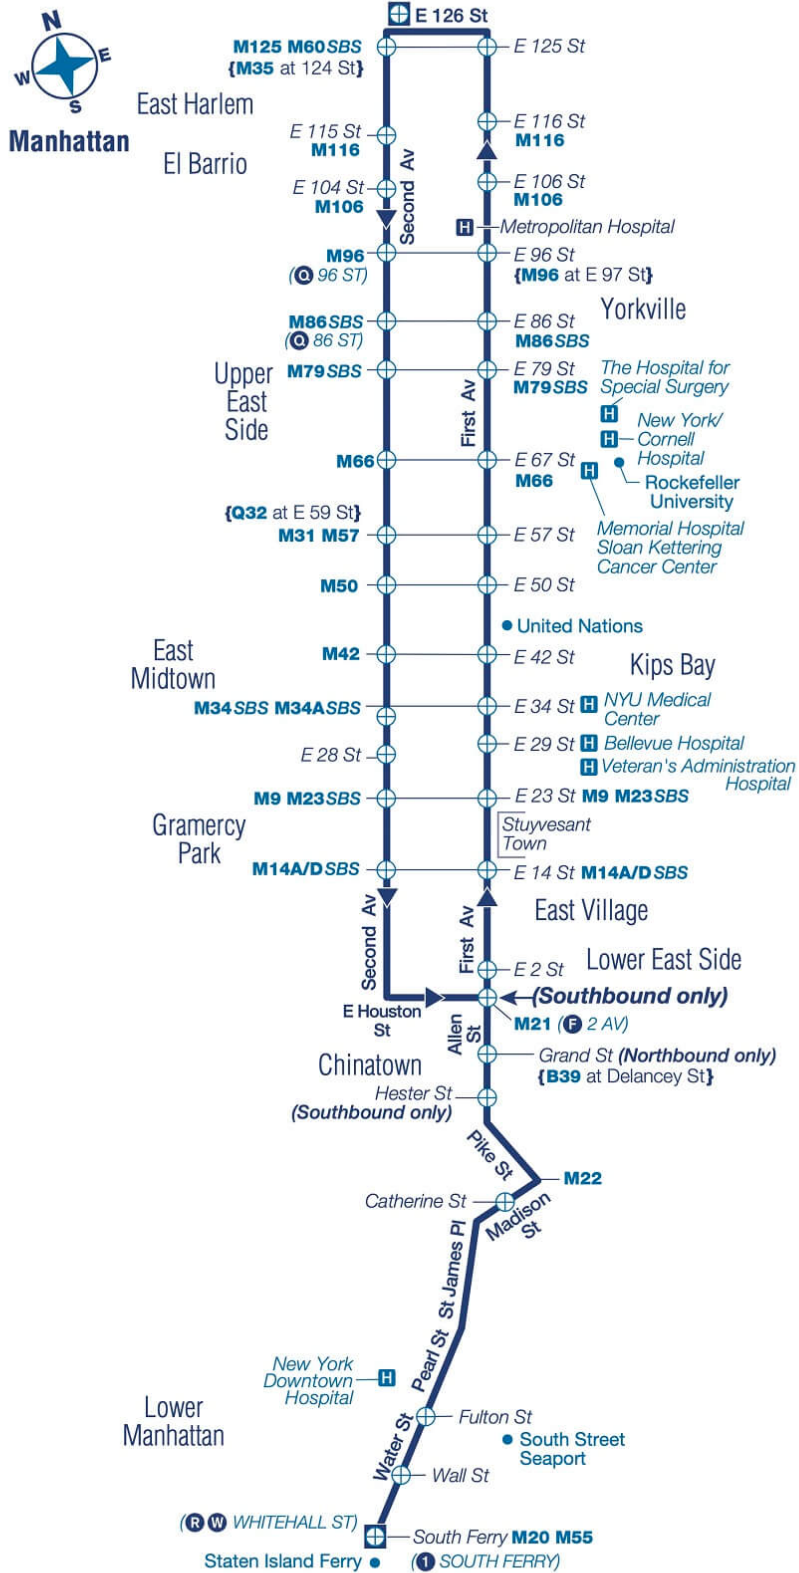 E 126 St
N
E
W
S
Manhattan
M125 M60SBS
{M35 at 124 St}
E 125 St
East Harlem
E 115 St
M116
E 116 St
M116
El Barrio
E 104 St
M106
Second Av
E 106 St
M106
H
Metropolitan Hospital
M96
(Q 96 ST)
E 96 St
{M96 at E 97 St}
Yorkville
M86SBS
(Q 86 ST)
E 86 St
M86SBS
Upper
East
Side
M79SBS
E 79 St
M79SBS
First Av
The Hospital for
Special Surgery
H
H
New York/
Cornell
Hospital
M66
E 67 St
M66
H
Rockefeller
University
Memorial Hospital
Sloan Kettering
Cancer Center
{Q32 at E 59 St}
M31 M57
E 57 St
M50
E 50 St
United Nations
East
Midtown
M42
E 42 St
Kips Bay
M34SBS M34ASBS
E 34 St
H NYU Medical
Center
E 28 St
E 29 St
H Bellevue Hospital
H Veteran's Administration
Hospital
M9 M23SBS
E 23 St M9 M23SBS
Gramercy
Park
Stuyvesant
Town
M14A/DSBS
E 14 St M14A/DSBS
Second Av
First Av
East Village
E 2 St
Lower East Side
(Southbound only)
E Houston
St
M21 (F 2 AV)
Allen
St
Chinatown
Grand St (Northbound only)
{B39 at Delancey St}
Hester St
(Southbound only)
Pike St
M22
Catherine St
Madison
St
St James Pl
Pearl St
New York
Downtown
Hospital
H
Lower
Manhattan
Fulton St
Water St
South Street
Seaport
Wall St
(R W WHITEHALL ST)
South Ferry M20 M55
Staten Island Ferry
(1 SOUTH FERRY)